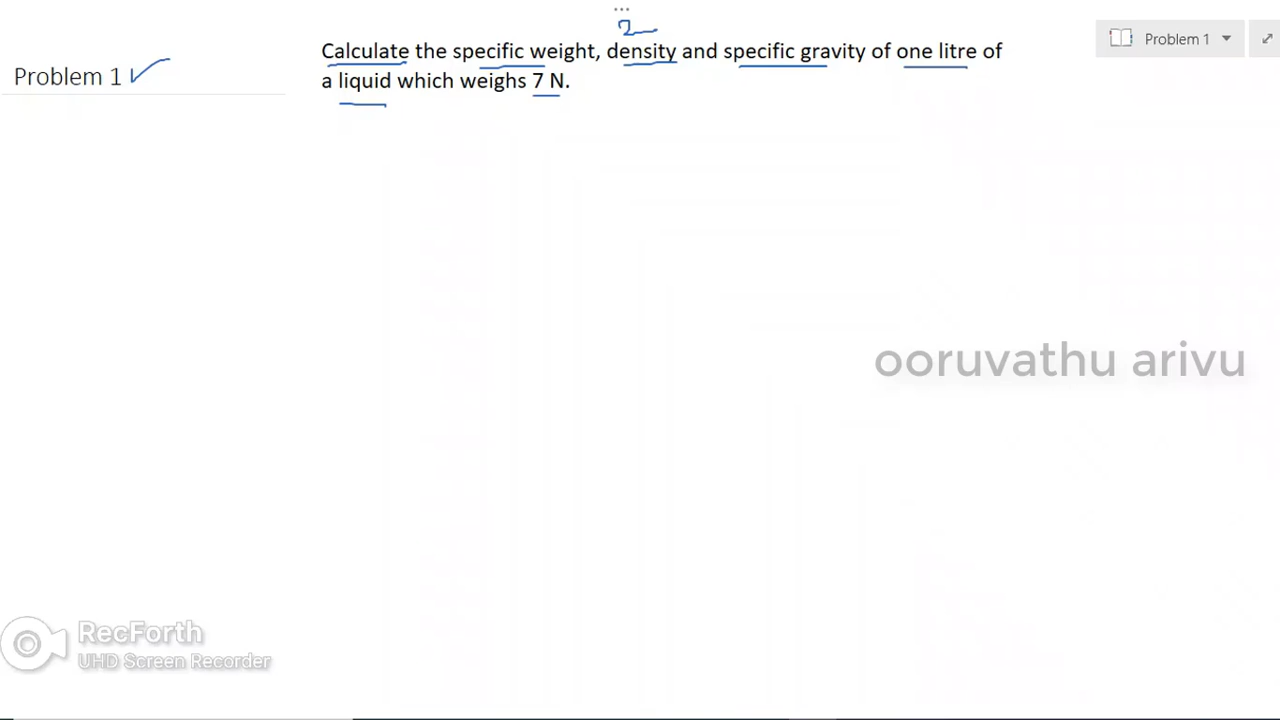 ...
2
Calculate the specific weight, density and specific gravity of one litre of
a liquid which weighs 7 N.
Problem 1
Problem 1
ooruvathu arivu
RecForth
UHD Screen Recorder